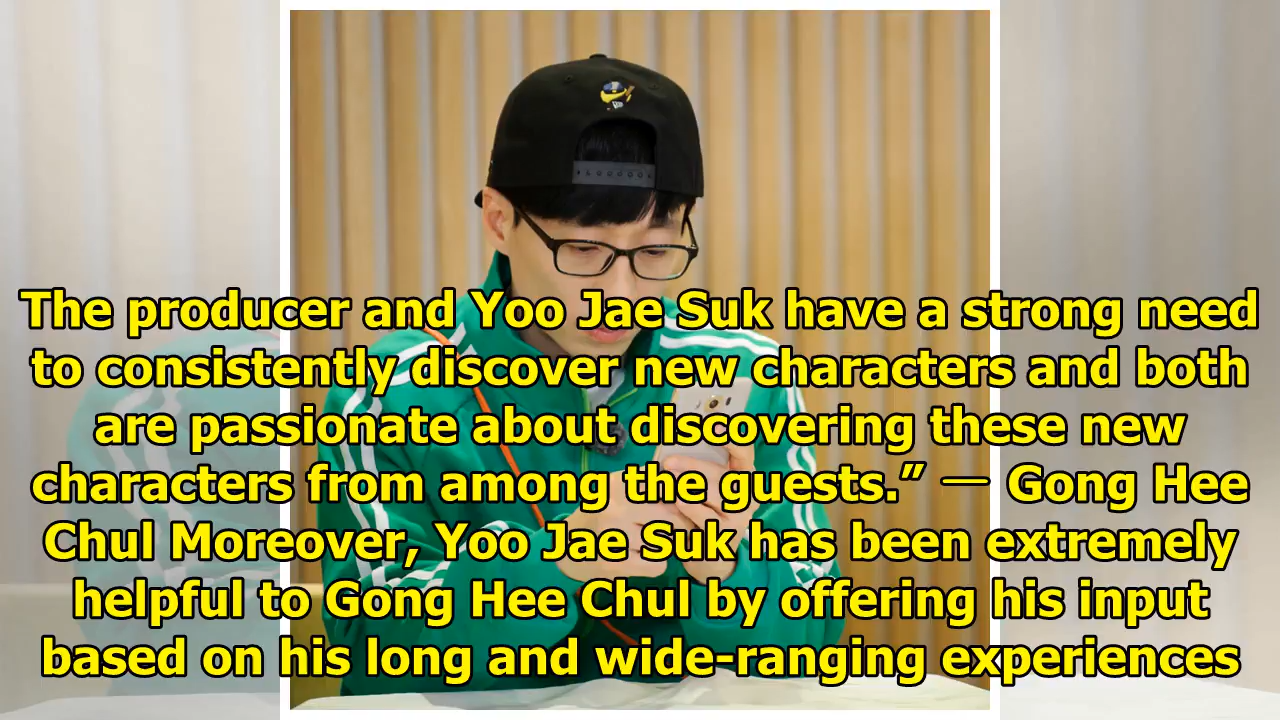 The producer and Yoo Jae Suk have a strong need
to consistently discover new characters and both
are passionate about discovering these new
characters from among the guests.” — Gong Hee
Chul Moreover, Yoo Jae Suk has been extremely
helpful to Gong Hee Chul by offering his input
based on his long and wide-ranging experiences